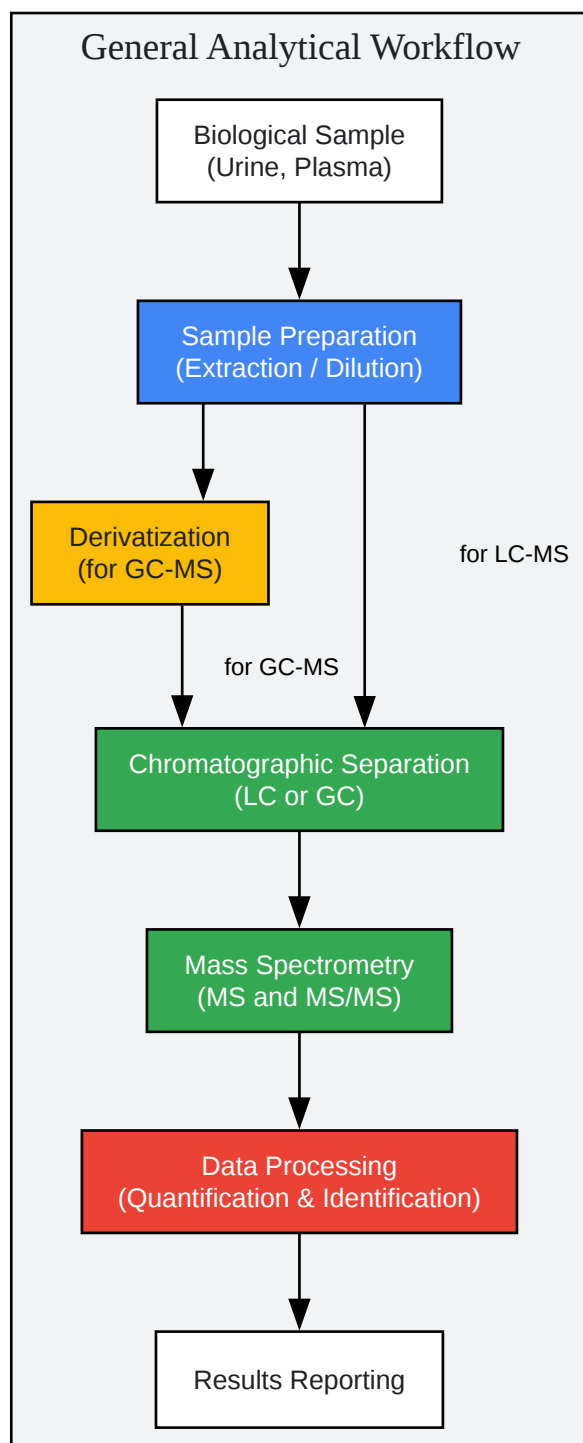 General Analytical Workflow
Biological Sample
(Urine, Plasma)
Sample Preparation
(Extraction / Dilution)
Derivatization
(for GC-MS)
for LC-MS
for GC-MS
Chromatographic Separation
(LC or GC)
Mass Spectrometry
(MS and MS/MS)
Data Processing
(Quantification & Identification)
Results Reporting